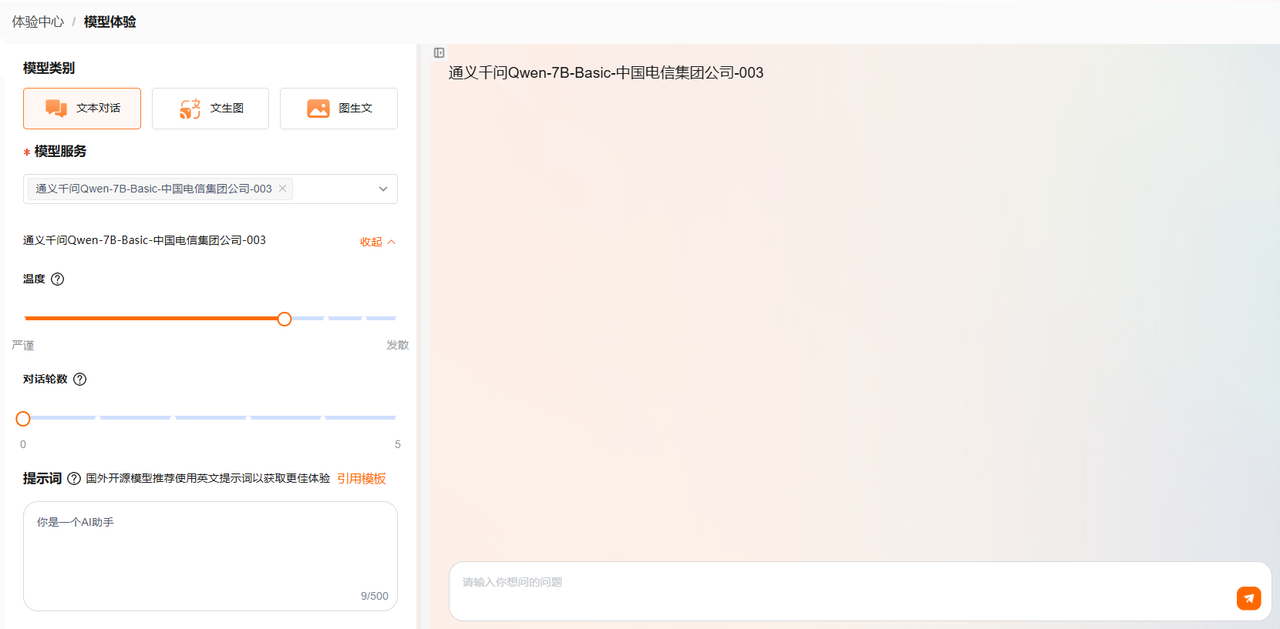 体验中心 / 模型体验
模型类别
文本对话 文生图 图生文
* 模型服务
通义千问Qwen-7B-Basic-中国电信集团公司-003 ×
通义千问Qwen-7B-Basic-中国电信集团公司-003 收起
温度 ?
严谨 发散
对话轮数 ?
0 5
提示词 ? 国外开源模型推荐使用英文提示词以获取更佳体验 引用模板
你是一个AI助手
9/500
通义千问Qwen-7B-Basic-中国电信集团公司-003
请输入你想问的问题